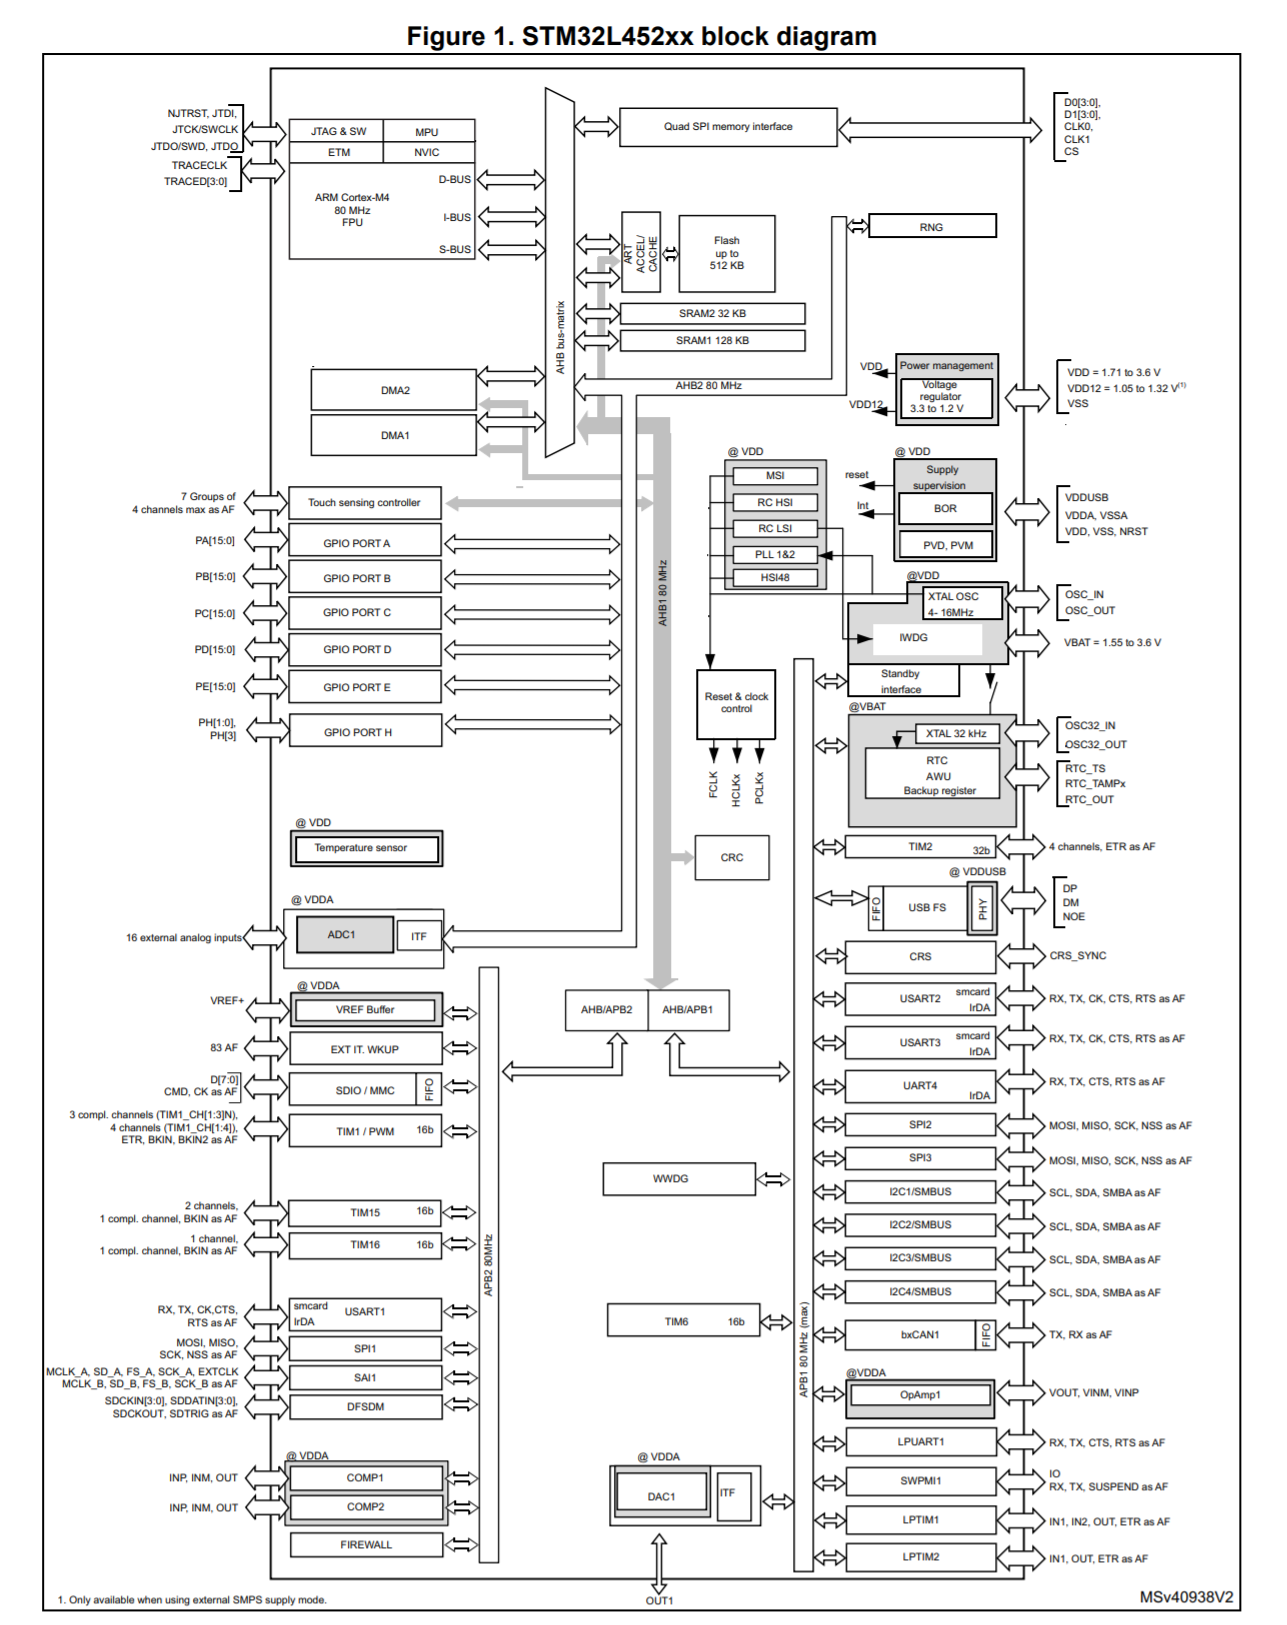 Figure 1. STM32L452xx block diagram
NJTRST, JTDI,
JTCK/SWCLK
JTDO/SWD, JTDO
TRACECLK
TRACED[3:0]
JTAG & SW
MPU
ETM
NVIC
ARM Cortex-M4
80 MHz
FPU
D-BUS
I-BUS
S-BUS
AHB bus-matrix
Quad SPI memory interface
D0[3:0],
D1[3:0],
CLK0,
CLK1
CS
ART
ACCEL/
CACHE
Flash
up to
512 KB
RNG
SRAM2 32 KB
SRAM1 128 KB
AHB2 80 MHz
DMA2
DMA1
VDD
VDD12
Power management
Voltage
regulator
3.3 to 1.2 V
VDD = 1.71 to 3.6 V
VDD12 = 1.05 to 1.32 V(1)
VSS
@ VDD
MSI
RC HSI
RC LSI
PLL 1&2
HSI48
@ VDD
reset
Int
Supply
supervision
BOR
PVD, PVM
VDDUSB
VDDA, VSSA
VDD, VSS, NRST
7 Groups of
4 channels max as AF
Touch sensing controller
PA[15:0]
GPIO PORT A
PB[15:0]
GPIO PORT B
PC[15:0]
GPIO PORT C
PD[15:0]
GPIO PORT D
PE[15:0]
GPIO PORT E
PH[1:0],
PH[3]
GPIO PORT H
AHB1 80 MHz
@VDD
XTAL OSC
4- 16MHz
IWDG
OSC_IN
OSC_OUT
VBAT = 1.55 to 3.6 V
Standby
interface
Reset & clock
control
FCLK
HCLKx
PCLKx
@VBAT
XTAL 32 kHz
RTC
AWU
Backup register
OSC32_IN
OSC32_OUT
RTC_TS
RTC_TAMPx
RTC_OUT
@ VDD
Temperature sensor
CRC
TIM2
32b
4 channels, ETR as AF
@ VDDUSB
FIFO
USB FS
PHY
DP
DM
NOE
@ VDDA
16 external analog inputs
ADC1
ITF
CRS
CRS_SYNC
@ VDDA
VREF+
VREF Buffer
AHB/APB2
AHB/APB1
USART2
smcard
IrDA
RX, TX, CK, CTS, RTS as AF
83 AF
EXT IT. WKUP
USART3
smcard
IrDA
RX, TX, CK, CTS, RTS as AF
D[7:0]
CMD, CK as AF
SDIO / MMC
FIFO
UART4
IrDA
RX, TX, CTS, RTS as AF
3 compl. channels (TIM1_CH[1:3]N),
4 channels (TIM1_CH[1:4]),
ETR, BKIN, BKIN2 as AF
TIM1 / PWM
16b
SPI2
MOSI, MISO, SCK, NSS as AF
SPI3
MOSI, MISO, SCK, NSS as AF
WWDG
I2C1/SMBUS
SCL, SDA, SMBA as AF
2 channels,
1 compl. channel, BKIN as AF
TIM15
16b
I2C2/SMBUS
SCL, SDA, SMBA as AF
1 channel,
1 compl. channel, BKIN as AF
TIM16
16b
APB2 80MHz
I2C3/SMBUS
SCL, SDA, SMBA as AF
I2C4/SMBUS
SCL, SDA, SMBA as AF
RX, TX, CK,CTS,
RTS as AF
smcard
IrDA
USART1
TIM6
16b
APB1 80 MHz (max)
bxCAN1
FIFO
TX, RX as AF
MOSI, MISO,
SCK, NSS as AF
SPI1
MCLK_A, SD_A, FS_A, SCK_A, EXTCLK
MCLK_B, SD_B, FS_B, SCK_B as AF
SAI1
@VDDA
OpAmp1
VOUT, VINM, VINP
SDCKIN[3:0], SDDATIN[3:0],
SDCKOUT, SDTRIG as AF
DFSDM
LPUART1
RX, TX, CTS, RTS as AF
@ VDDA
INP, INM, OUT
COMP1
INP, INM, OUT
COMP2
@ VDDA
DAC1
ITF
SWPMI1
IO
RX, TX, SUSPEND as AF
LPTIM1
IN1, IN2, OUT, ETR as AF
FIREWALL
LPTIM2
IN1, OUT, ETR as AF
OUT1
1. Only available when using external SMPS supply mode.
MSv40938V2